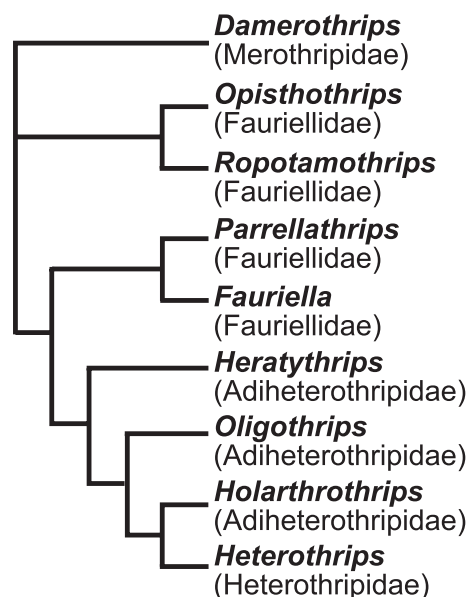 Damerothrips
(Merothripidae)
Opisthothrips
(Fauriellidae)
Ropotamothrips
(Fauriellidae)
Parrellathrips
(Fauriellidae)
Fauriella
(Fauriellidae)
Heratythrips
(Adiheterothripidae)
Oligothrips
(Adiheterothripidae)
Holarthrothrips
(Adiheterothripidae)
Heterothrips
(Heterothripidae)